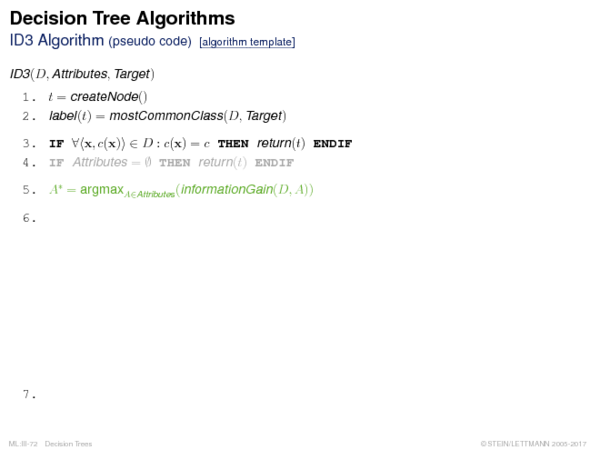 Decision Tree Algorithms
ID3 Algorithm (pseudo code) [algorithm template]
ID3(D, Attributes, Target)
1. t = createNode()
2. label(t) = mostCommonClass(D, Target)
3. IF ∀⟨x, c(x)⟩ ∈ D : c(x) = c THEN return(t) ENDIF
4. IF Attributes = ∅ THEN return(t) ENDIF
5. A* = argmax_{A∈Attributes}(informationGain(D, A))
6.
7.
ML:III-72 Decision Trees © STEIN/LETTMANN 2005-2017